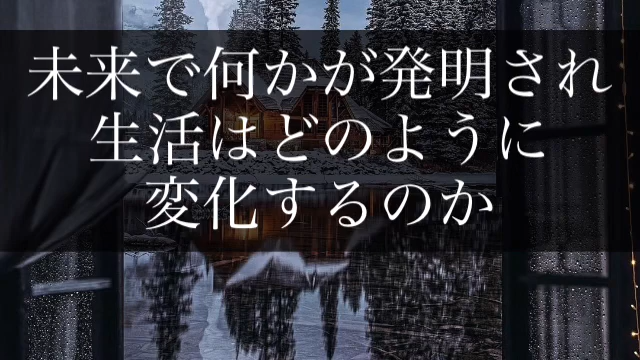 未来で何かが発明され
生活はどのように
変化するのか